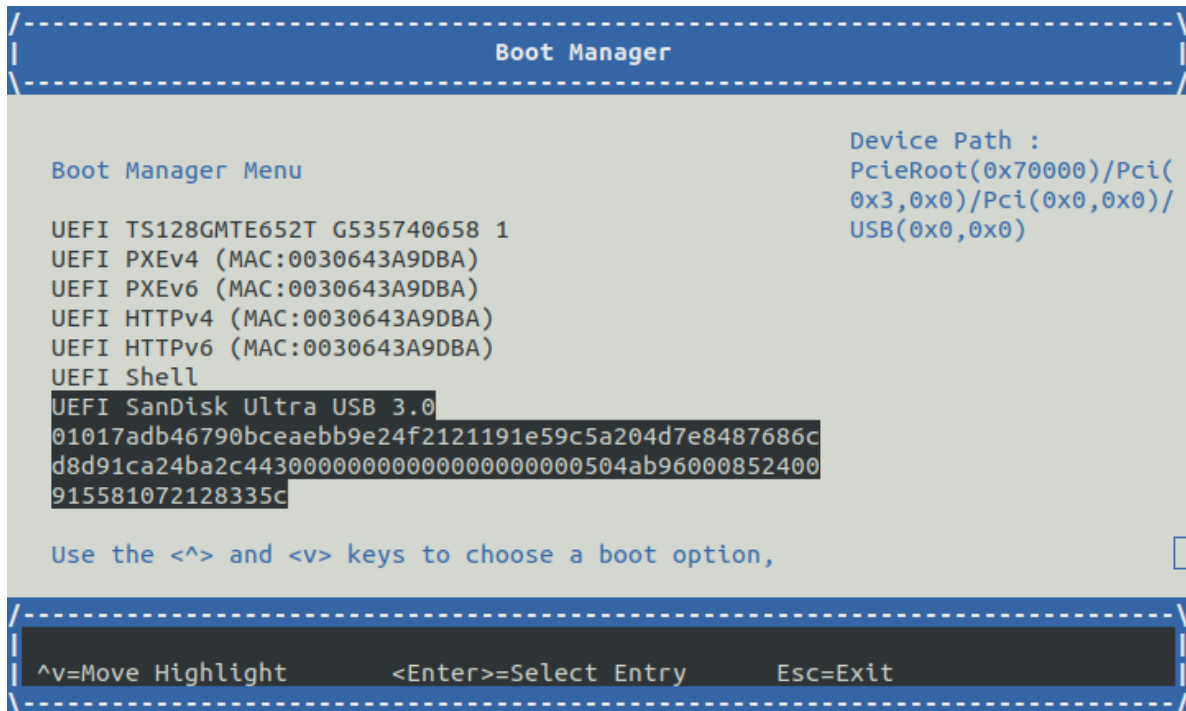 /------------------------------------------------------------------------------\
| Boot Manager |
\------------------------------------------------------------------------------/
Device Path :
Boot Manager Menu PcieRoot(0x70000)/Pci(
0x3,0x0)/Pci(0x0,0x0)/
UEFI TS128GMTE652T G535740658 1 USB(0x0,0x0)
UEFI PXEv4 (MAC:0030643A9DBA)
UEFI PXEv6 (MAC:0030643A9DBA)
UEFI HTTPv4 (MAC:0030643A9DBA)
UEFI HTTPv6 (MAC:0030643A9DBA)
UEFI Shell
UEFI SanDisk Ultra USB 3.0
01017adb46790bceaebb9e24f2121191e59c5a204d7e8487686c
d8d91ca24ba2c44300000000000000000000504ab96000852400
915581072128335c
Use the <^> and <v> keys to choose a boot option,
/------------------------------------------------------------------------------\
| |
| ^v=Move Highlight <Enter>=Select Entry Esc=Exit |
\------------------------------------------------------------------------------/